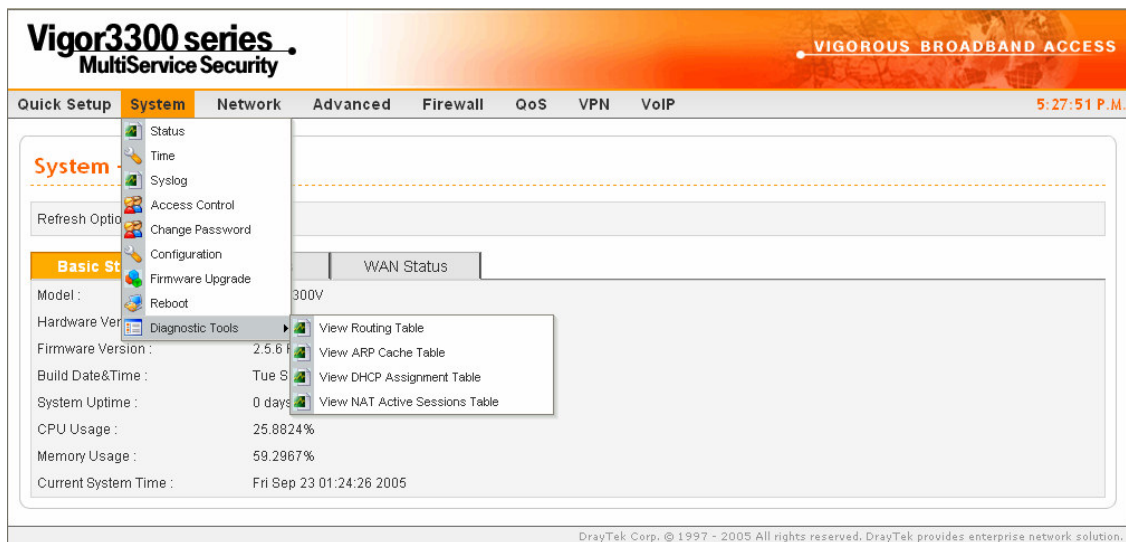 Vigor3300 series
MultiService Security
VIGOROUS BROADBAND ACCESS
Quick Setup System Network Advanced Firewall QoS VPN VoIP 5:27:51 P.M.
Status
Time
System -
Syslog
Access Control
Refresh Optio
Change Password
Configuration
Basic St WAN Status
Firmware Upgrade
Model : 300V
Reboot
Hardware Ver
Diagnostic Tools View Routing Table
Firmware Version : 2.5.6
View ARP Cache Table
Build Date&Time : Tue S
View DHCP Assignment Table
System Uptime : 0 days
View NAT Active Sessions Table
CPU Usage : 25.8824%
Memory Usage : 59.2967%
Current System Time : Fri Sep 23 01:24:26 2005
DrayTek Corp. © 1997 - 2005 All rights reserved. DrayTek provides enterprise network solution.